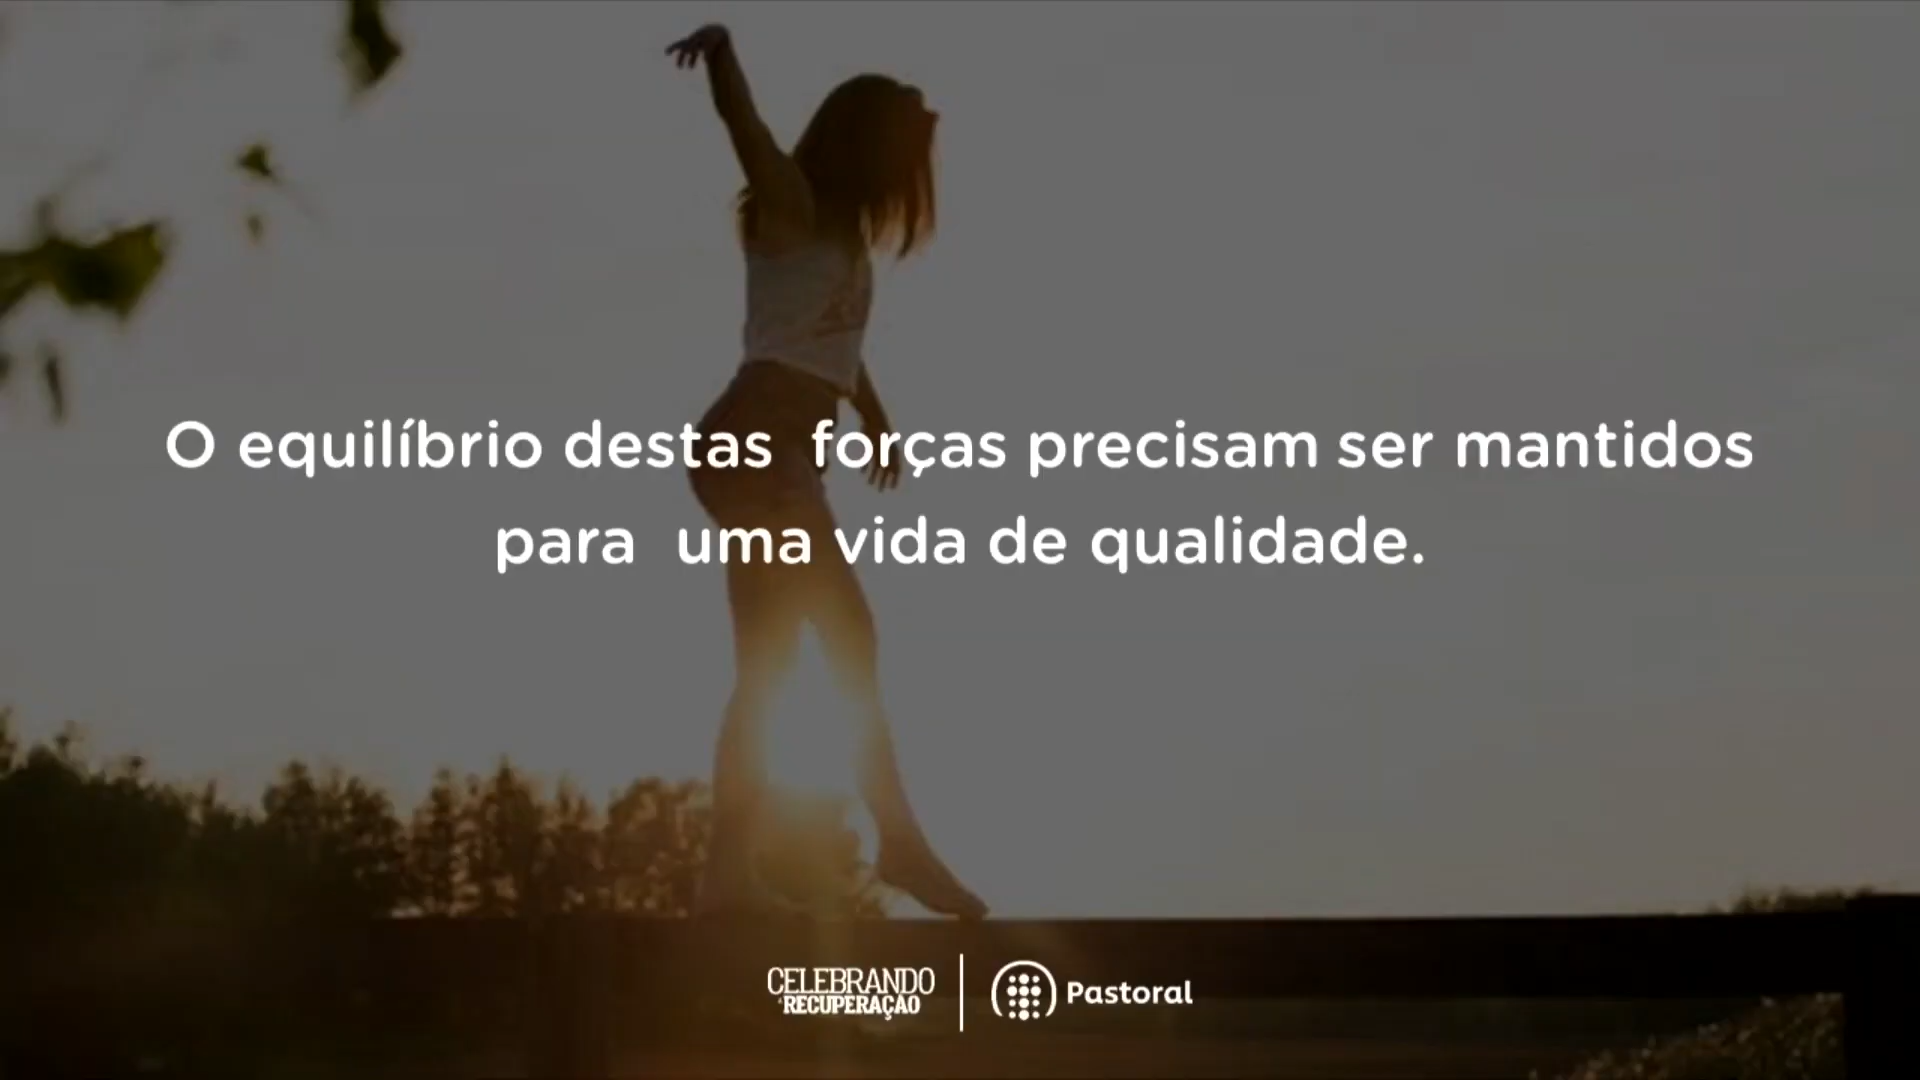 O equilíbrio destas  forças precisam ser mantidos
para  uma vida de qualidade.
CELEBRANDO
A RECUPERAÇÃO
Pastoral